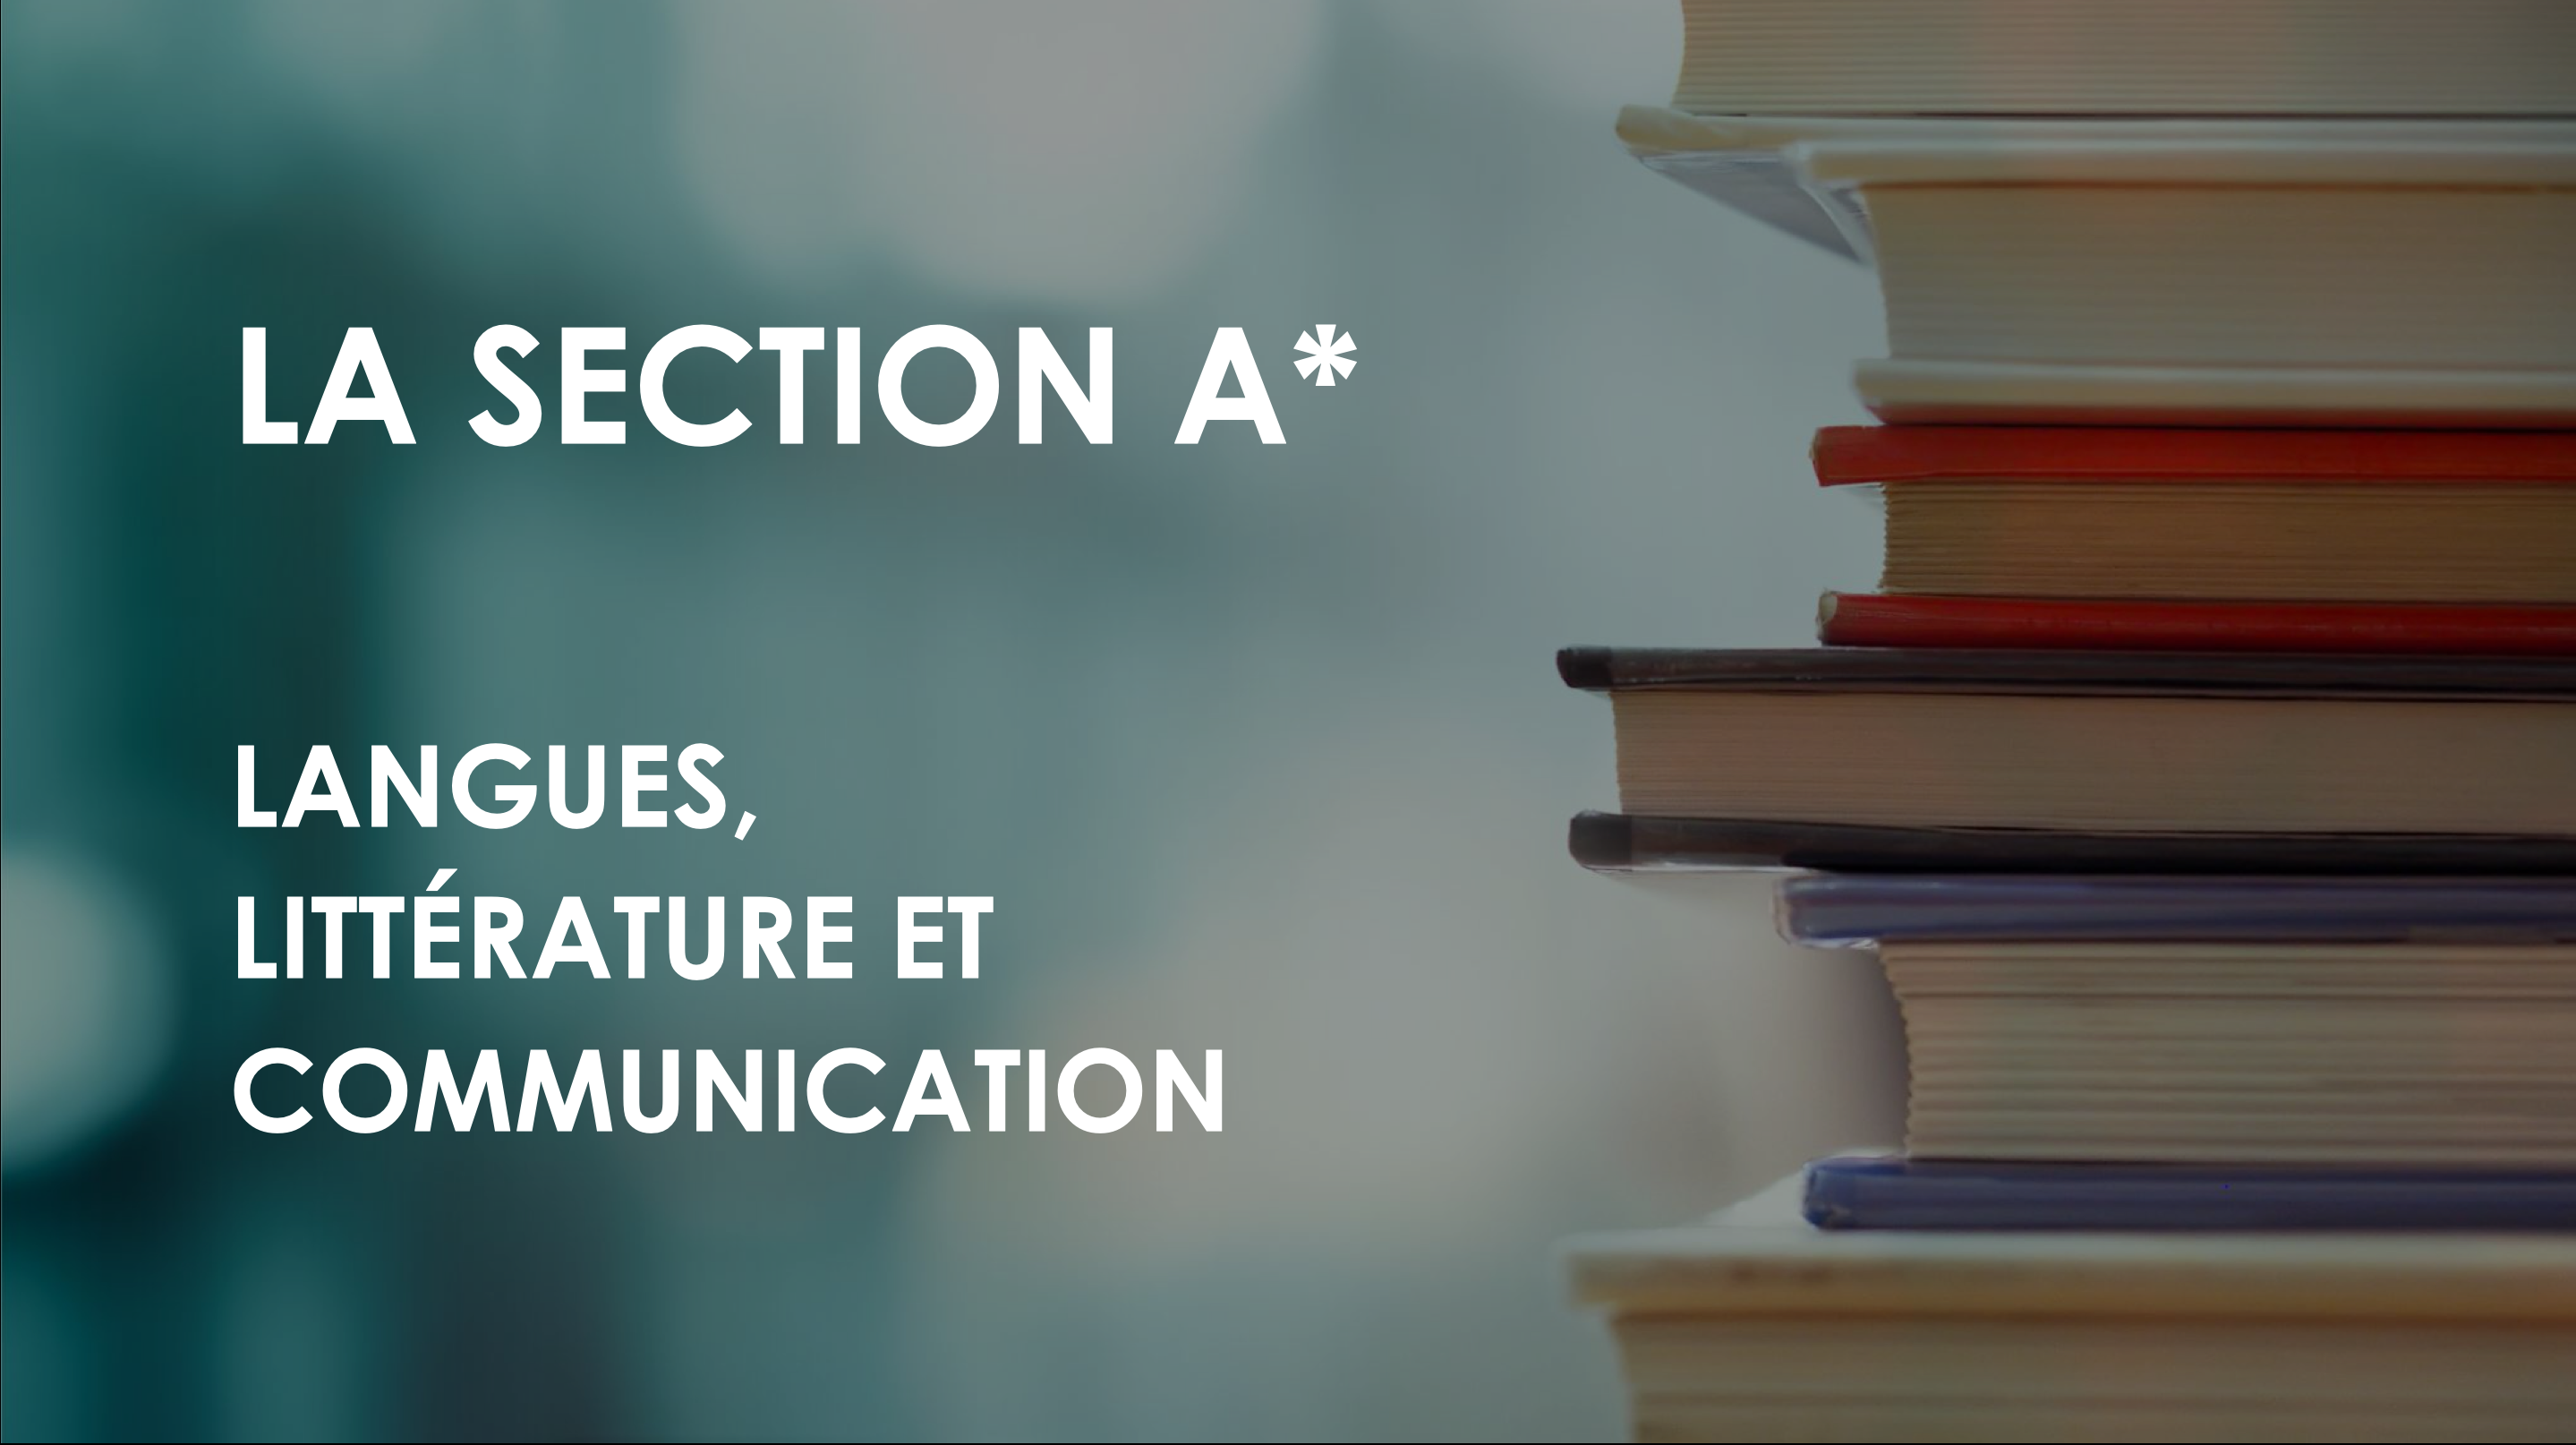 LA SECTION A*
LANGUES,
LITTÉRATURE ET
COMMUNICATION